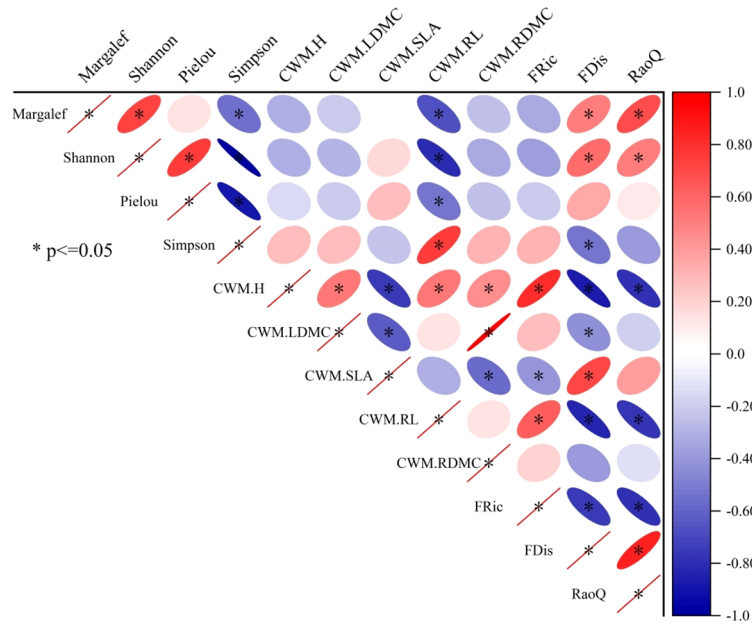 Margalef
Shannon
Pielou
Simpson
CWM.H
CWM.LDMC
CWM.SLA
CWM.RL
CWM.RDMC
FRic
FDis
RaoQ
Margalef
Shannon
Pielou
Simpson
CWM.H
CWM.LDMC
CWM.SLA
CWM.RL
CWM.RDMC
FRic
FDis
RaoQ
* p<=0.05
1.0
0.80
0.60
0.40
0.20
0.0
-0.20
-0.40
-0.60
-0.80
-1.0